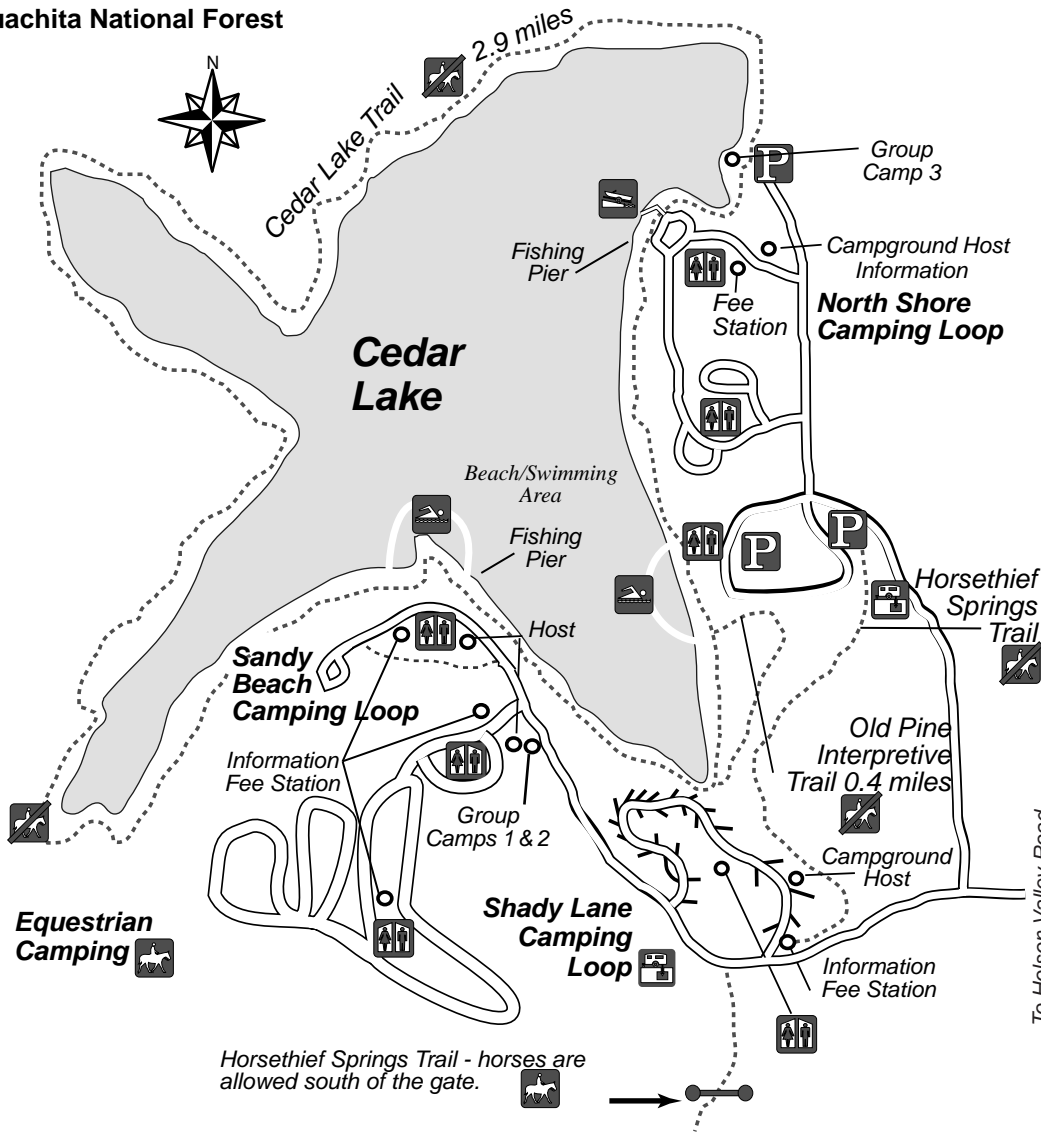 uachita National Forest
N
2.9 miles
Cedar Lake Trail
P
Group
Camp 3
Fishing
Pier
Campground Host
Information
Fee
Station
North Shore
Camping Loop
Cedar
Lake
Beach/Swimming
Area
Fishing
Pier
P
P
Horsethief
Springs
Trail
Host
Sandy
Beach
Camping Loop
Information
Fee Station
Old Pine
Interpretive
Trail 0.4 miles
Group
Camps 1 & 2
Campground
Host
Equestrian
Camping
Shady Lane
Camping
Loop
Information
Fee Station
To Holson Valley Road
Horsethief Springs Trail - horses are
allowed south of the gate.